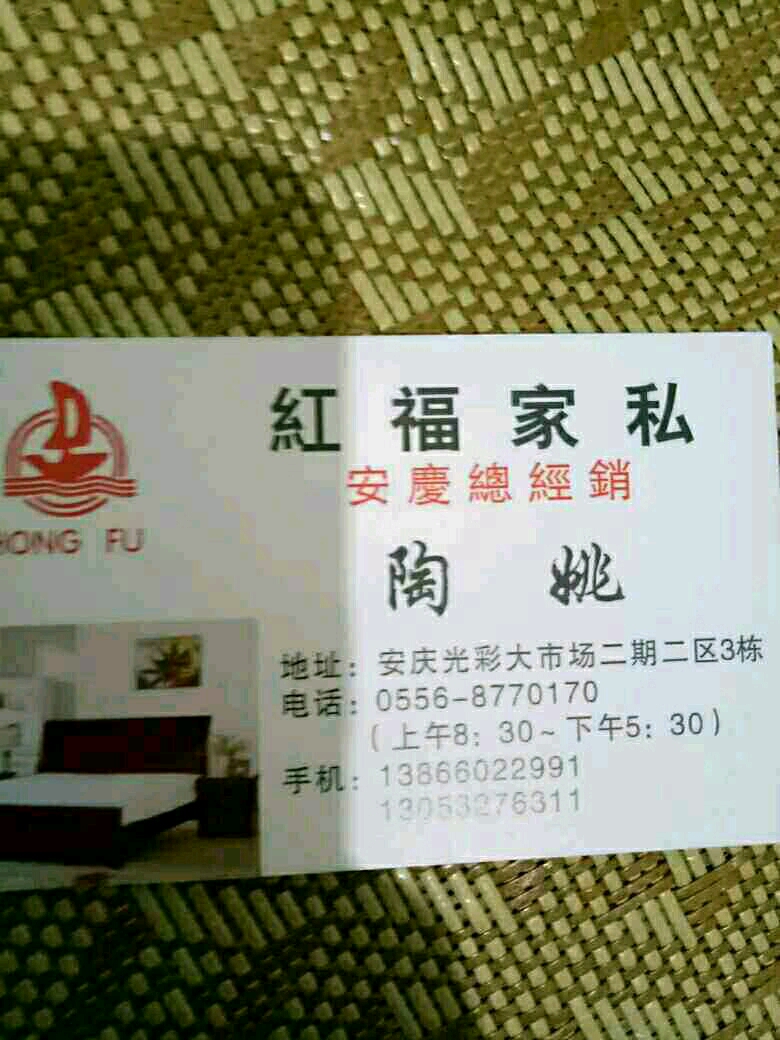 紅福家私
安慶總經銷
HONG FU
陶 姚
地址：安庆光彩大市场二期二区3栋
电话：0556-8770170
（上午8：30~下午5：30）
手机：13866022991
13053276311